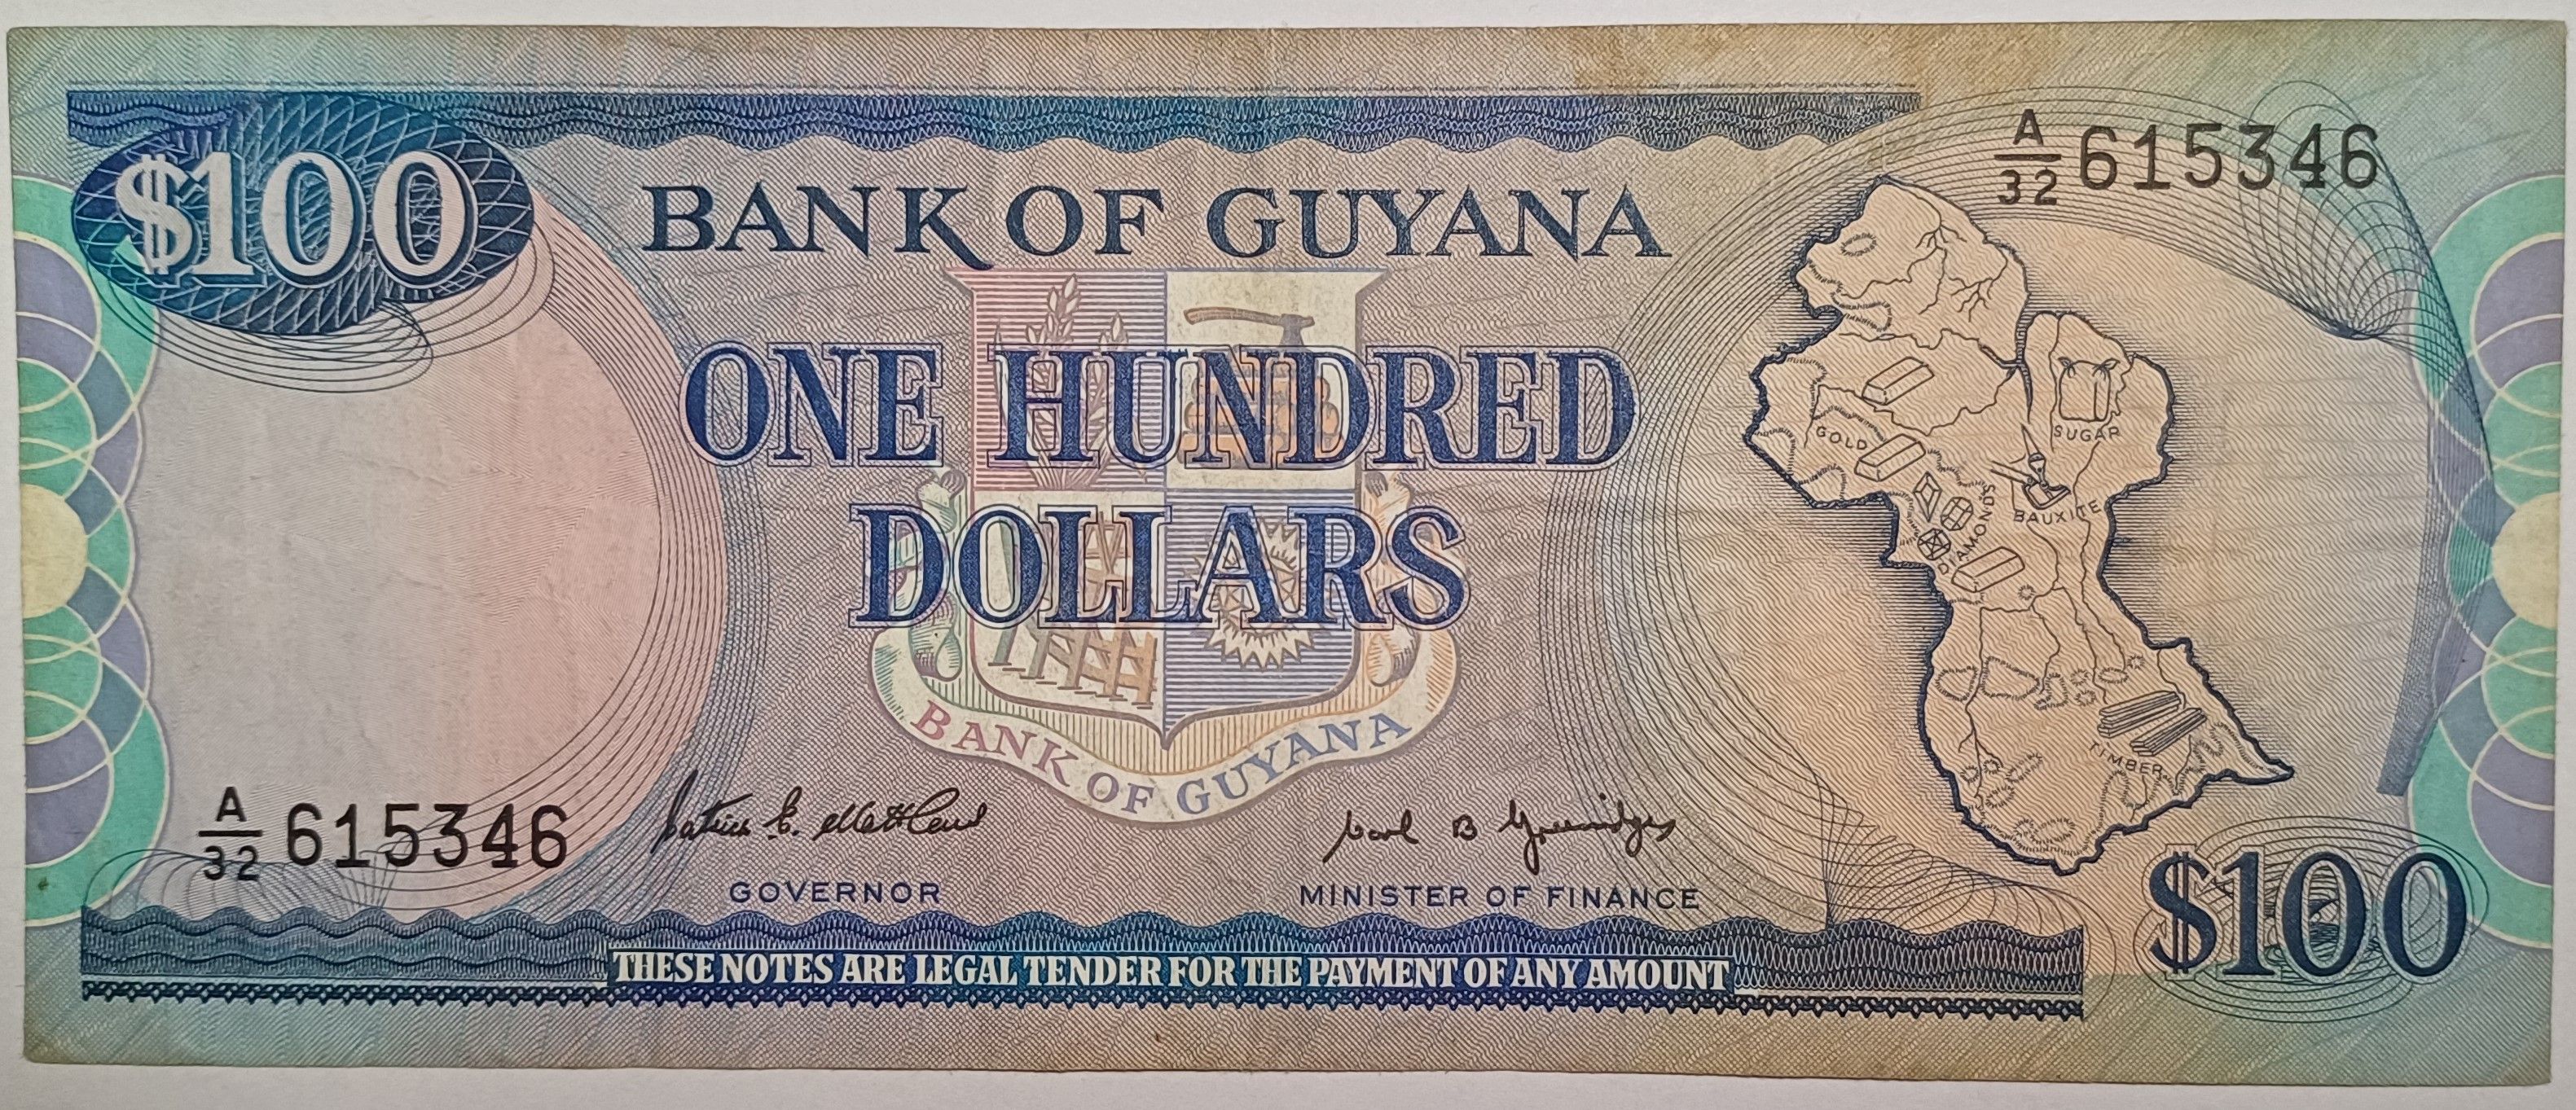 $100
BANK OF GUYANA
A/32 615346
ONE HUNDRED
DOLLARS
GOLD
SUGAR
DIAMONDS
BAUXITE
TIMBER
BANK OF GUYANA
A/32 615346
Patrick E. Matthews
Carl B Greenidge
GOVERNOR
MINISTER OF FINANCE
THESE NOTES ARE LEGAL TENDER FOR THE PAYMENT OF ANY AMOUNT
$100